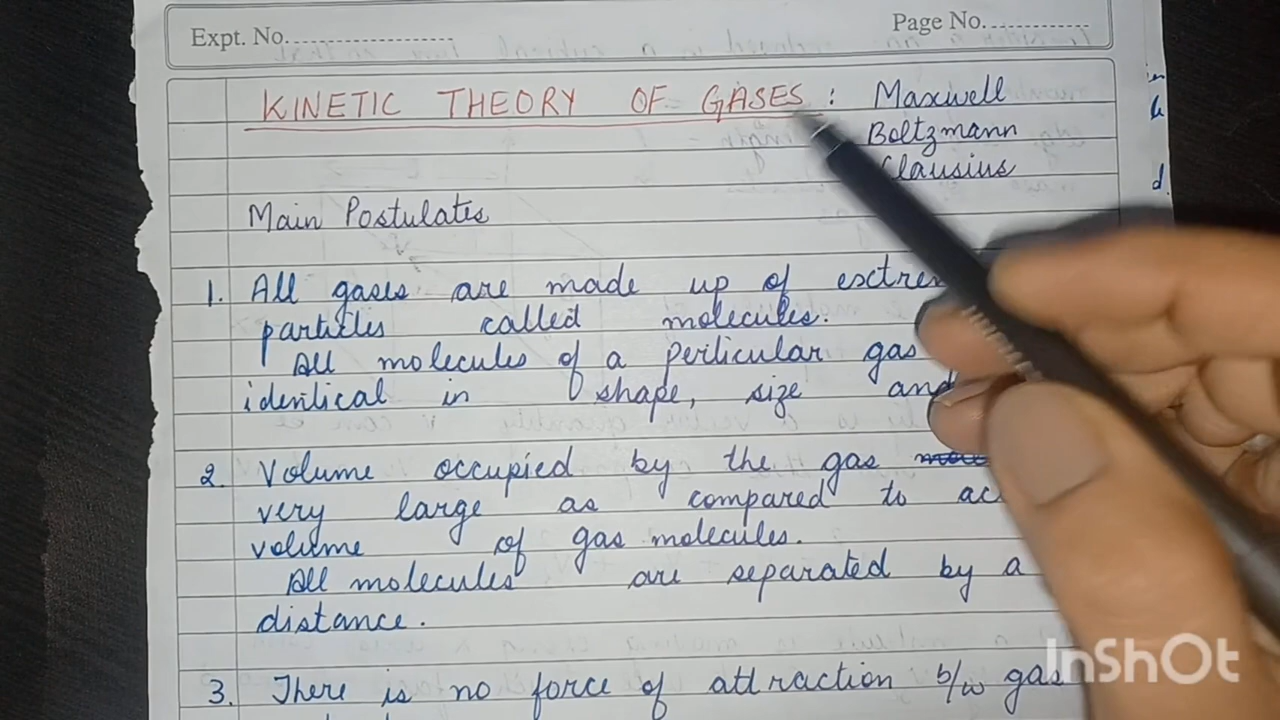 Expt. No.
Page No.
KINETIC THEORY OF GASES : Maxwell
Boltzmann
Clausius
Main Postulates
1. All gases are made up of
particles called molecules.
All molecules of a perticular gas
identical in shape, size and
2. Volume occupied by the gas
very large as compared to
volume of gas molecules.
All molecules are separated by a
distance.
3. There is no force of attraction b/w gas
InShOt